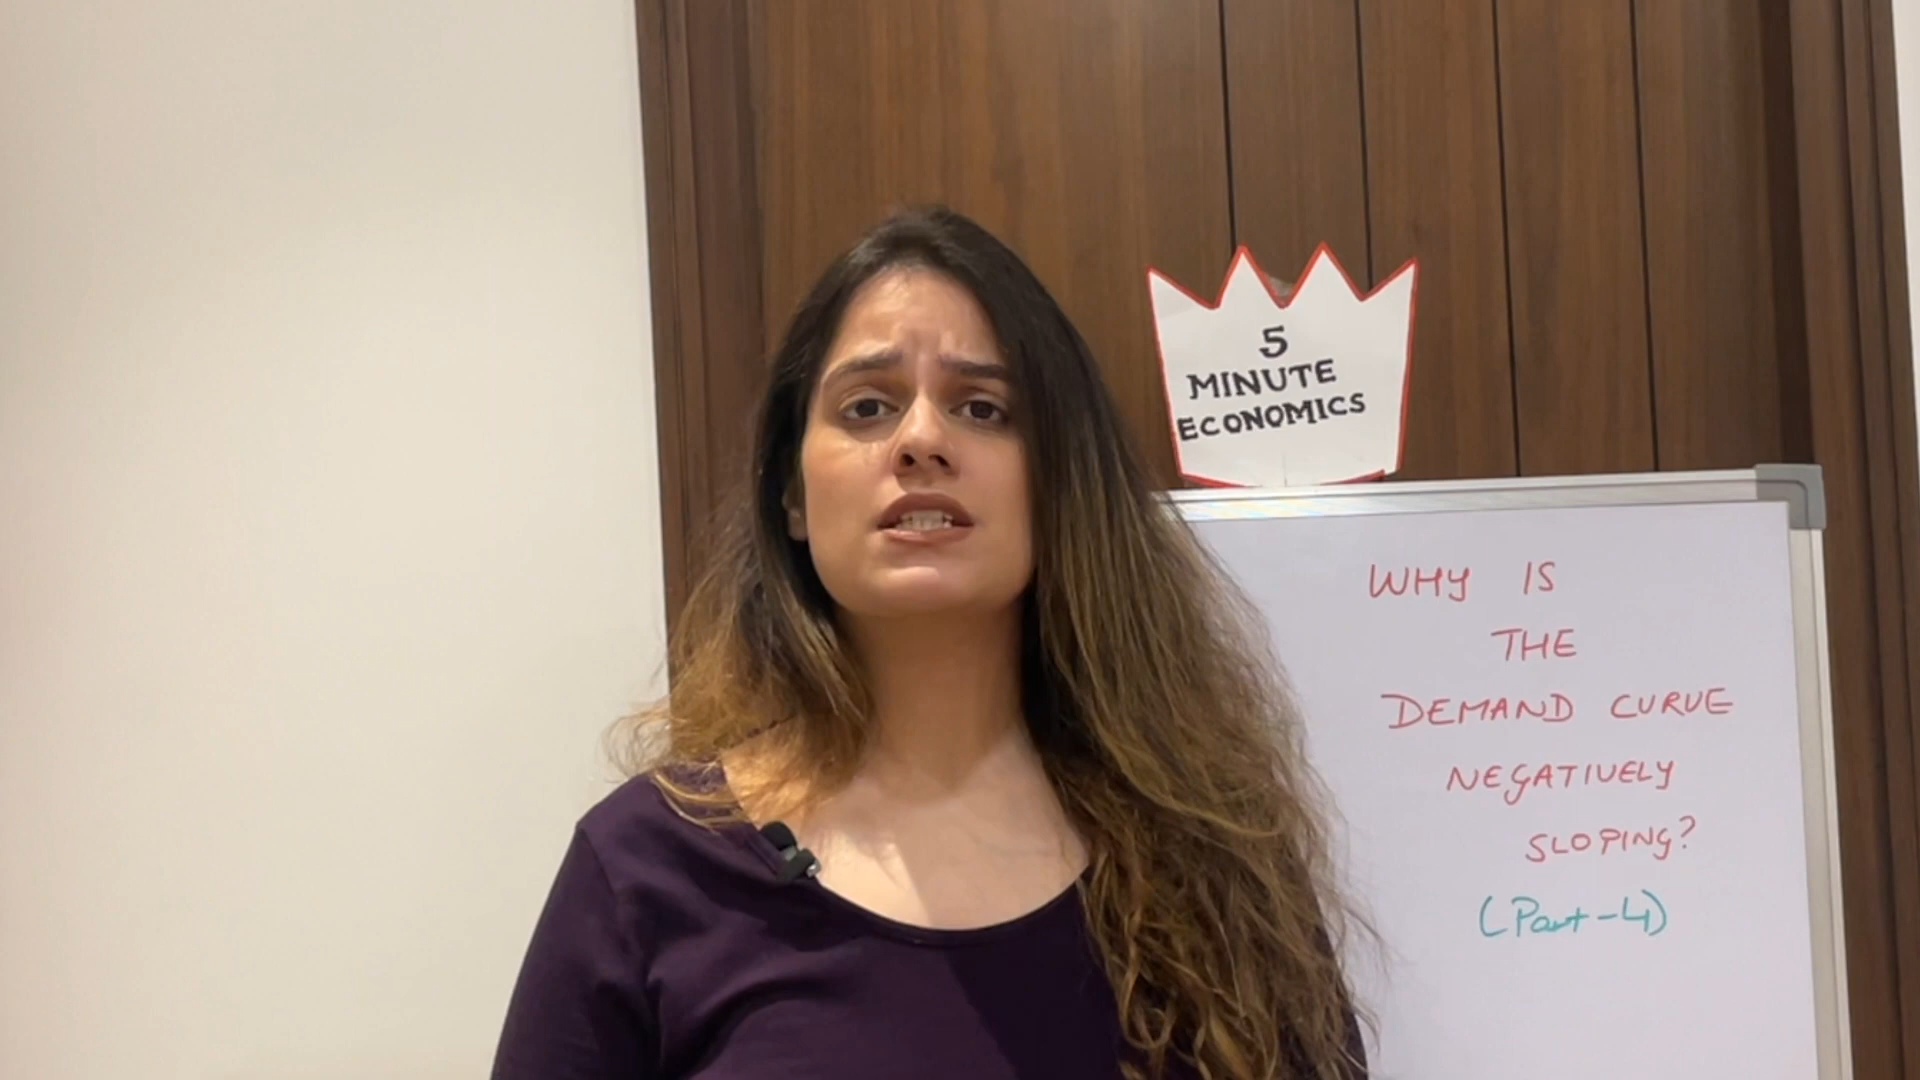 5
MINUTE
ECONOMICS
WHY IS
THE
DEMAND CURVE
NEGATIVELY
SLOPING?
(Part-4)